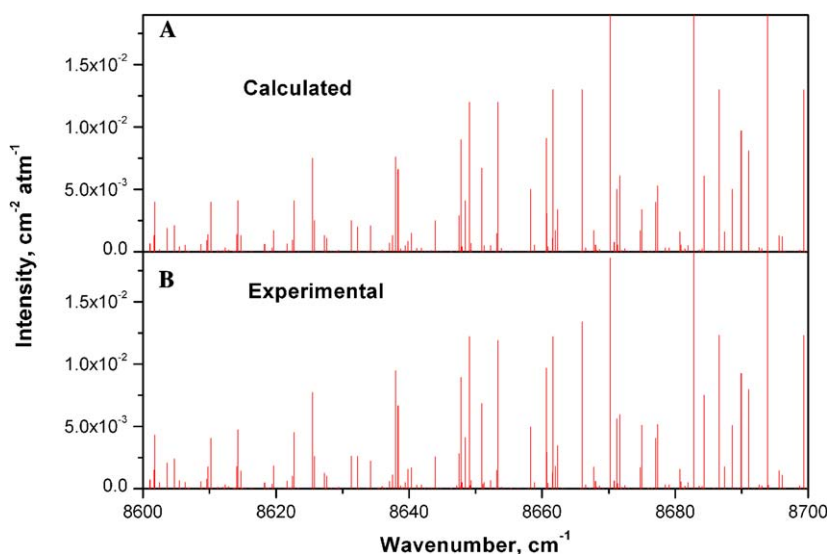 A
Calculated
1.5x10⁻²
1.0x10⁻²
5.0x10⁻³
0.0
B
Experimental
1.5x10⁻²
1.0x10⁻²
5.0x10⁻³
0.0
8600
8620
8640
8660
8680
8700
Wavenumber, cm⁻¹
Intensity, cm⁻² atm⁻¹